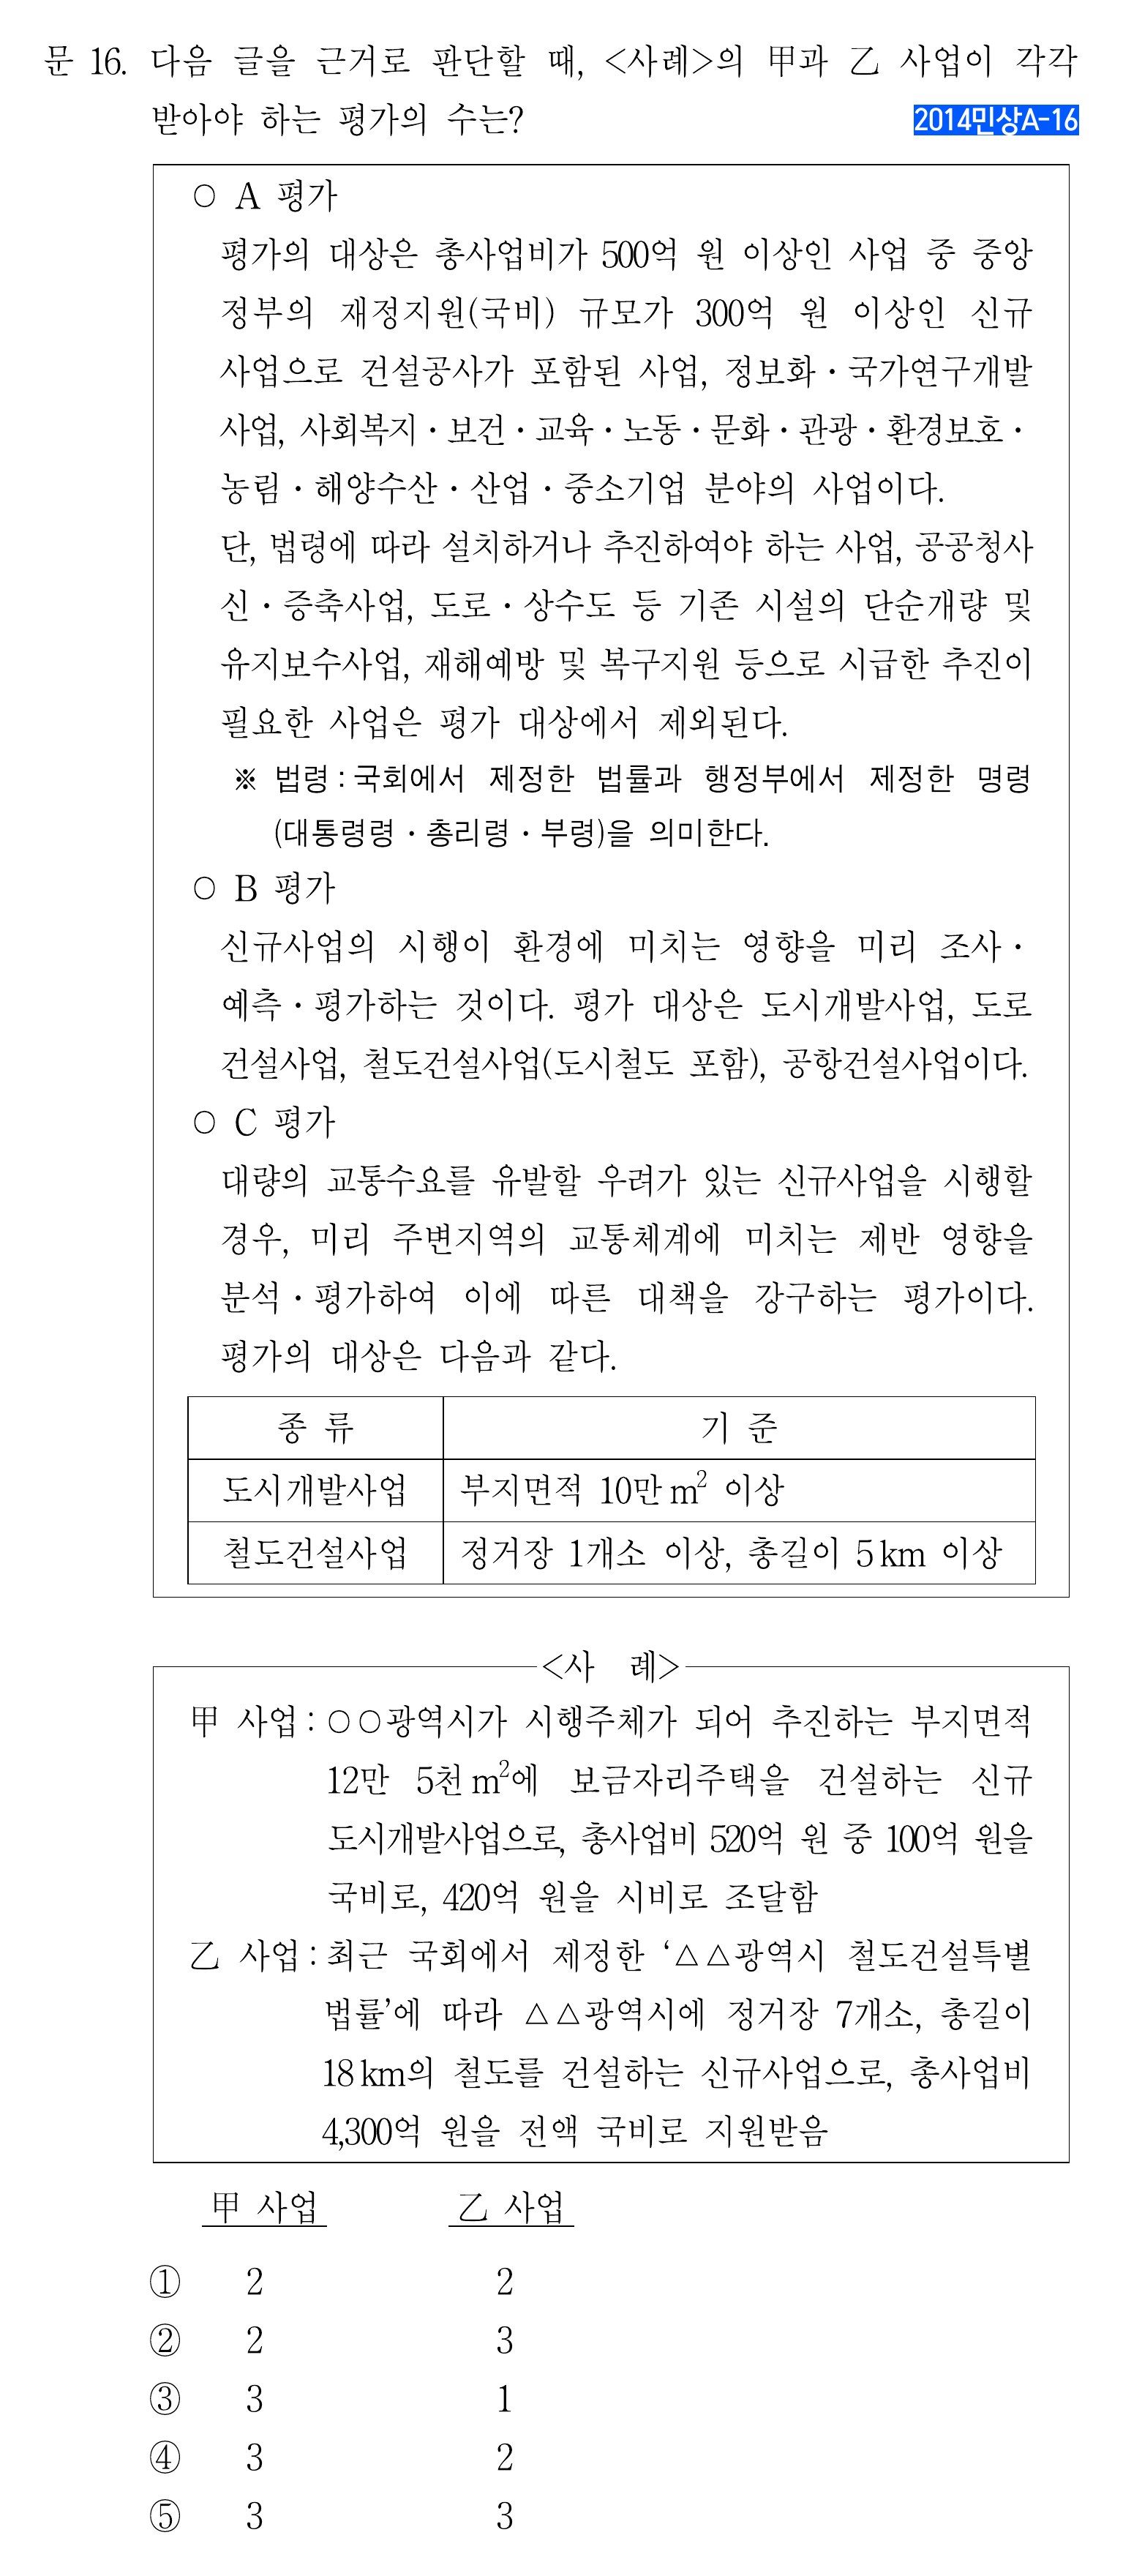 문 16. 다음 글을 근거로 판단할 때, <사례>의 甲과 乙 사업이 각각
받아야 하는 평가의 수는?
2014민상A-16
○ A 평가
평가의 대상은 총사업비가 500억 원 이상인 사업 중 중앙
정부의 재정지원(국비) 규모가 300억 원 이상인 신규
사업으로 건설공사가 포함된 사업, 정보화·국가연구개발
사업, 사회복지·보건·교육·노동·문화·관광·환경보호·
농림·해양수산·산업·중소기업 분야의 사업이다.
단, 법령에 따라 설치하거나 추진하여야 하는 사업, 공공청사
신·증축사업, 도로·상수도 등 기존 시설의 단순개량 및
유지보수사업, 재해예방 및 복구지원 등으로 시급한 추진이
필요한 사업은 평가 대상에서 제외된다.
※ 법령 : 국회에서 제정한 법률과 행정부에서 제정한 명령
(대통령령·총리령·부령)을 의미한다.
○ B 평가
신규사업의 시행이 환경에 미치는 영향을 미리 조사·
예측·평가하는 것이다. 평가 대상은 도시개발사업, 도로
건설사업, 철도건설사업(도시철도 포함), 공항건설사업이다.
○ C 평가
대량의 교통수요를 유발할 우려가 있는 신규사업을 시행할
경우, 미리 주변지역의 교통체계에 미치는 제반 영향을
분석·평가하여 이에 따른 대책을 강구하는 평가이다.
평가의 대상은 다음과 같다.
종 류 기 준
도시개발사업 부지면적 10만 m² 이상
철도건설사업 정거장 1개소 이상, 총길이 5 km 이상
<사 례>
甲 사업 : ○○광역시가 시행주체가 되어 추진하는 부지면적
12만 5천 m²에 보금자리주택을 건설하는 신규
도시개발사업으로, 총사업비 520억 원 중 100억 원을
국비로, 420억 원을 시비로 조달함
乙 사업 : 최근 국회에서 제정한 ‘△△광역시 철도건설특별
법률’에 따라 △△광역시에 정거장 7개소, 총길이
18 km의 철도를 건설하는 신규사업으로, 총사업비
4,300억 원을 전액 국비로 지원받음
甲 사업 乙 사업
① 2 2
② 2 3
③ 3 1
④ 3 2
⑤ 3 3